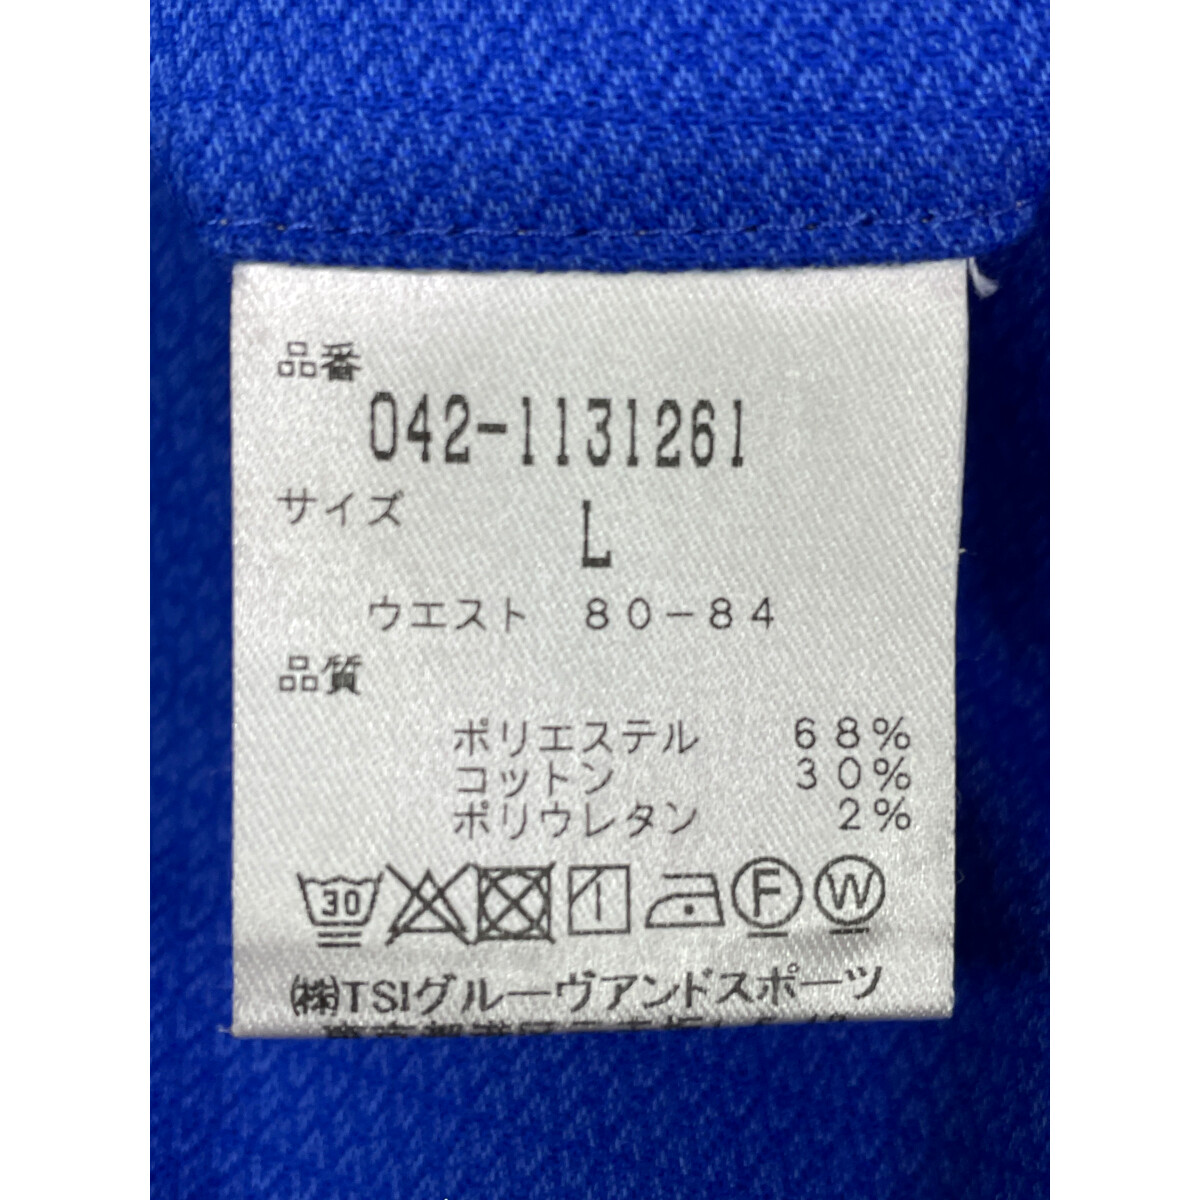 品番
042-1131261
サイズ
L
ウエスト 80-84
品質
ポリエステル 68%
コットン 30%
ポリウレタン 2%
30 F W
㈱TSIグルーヴアンドスポーツ